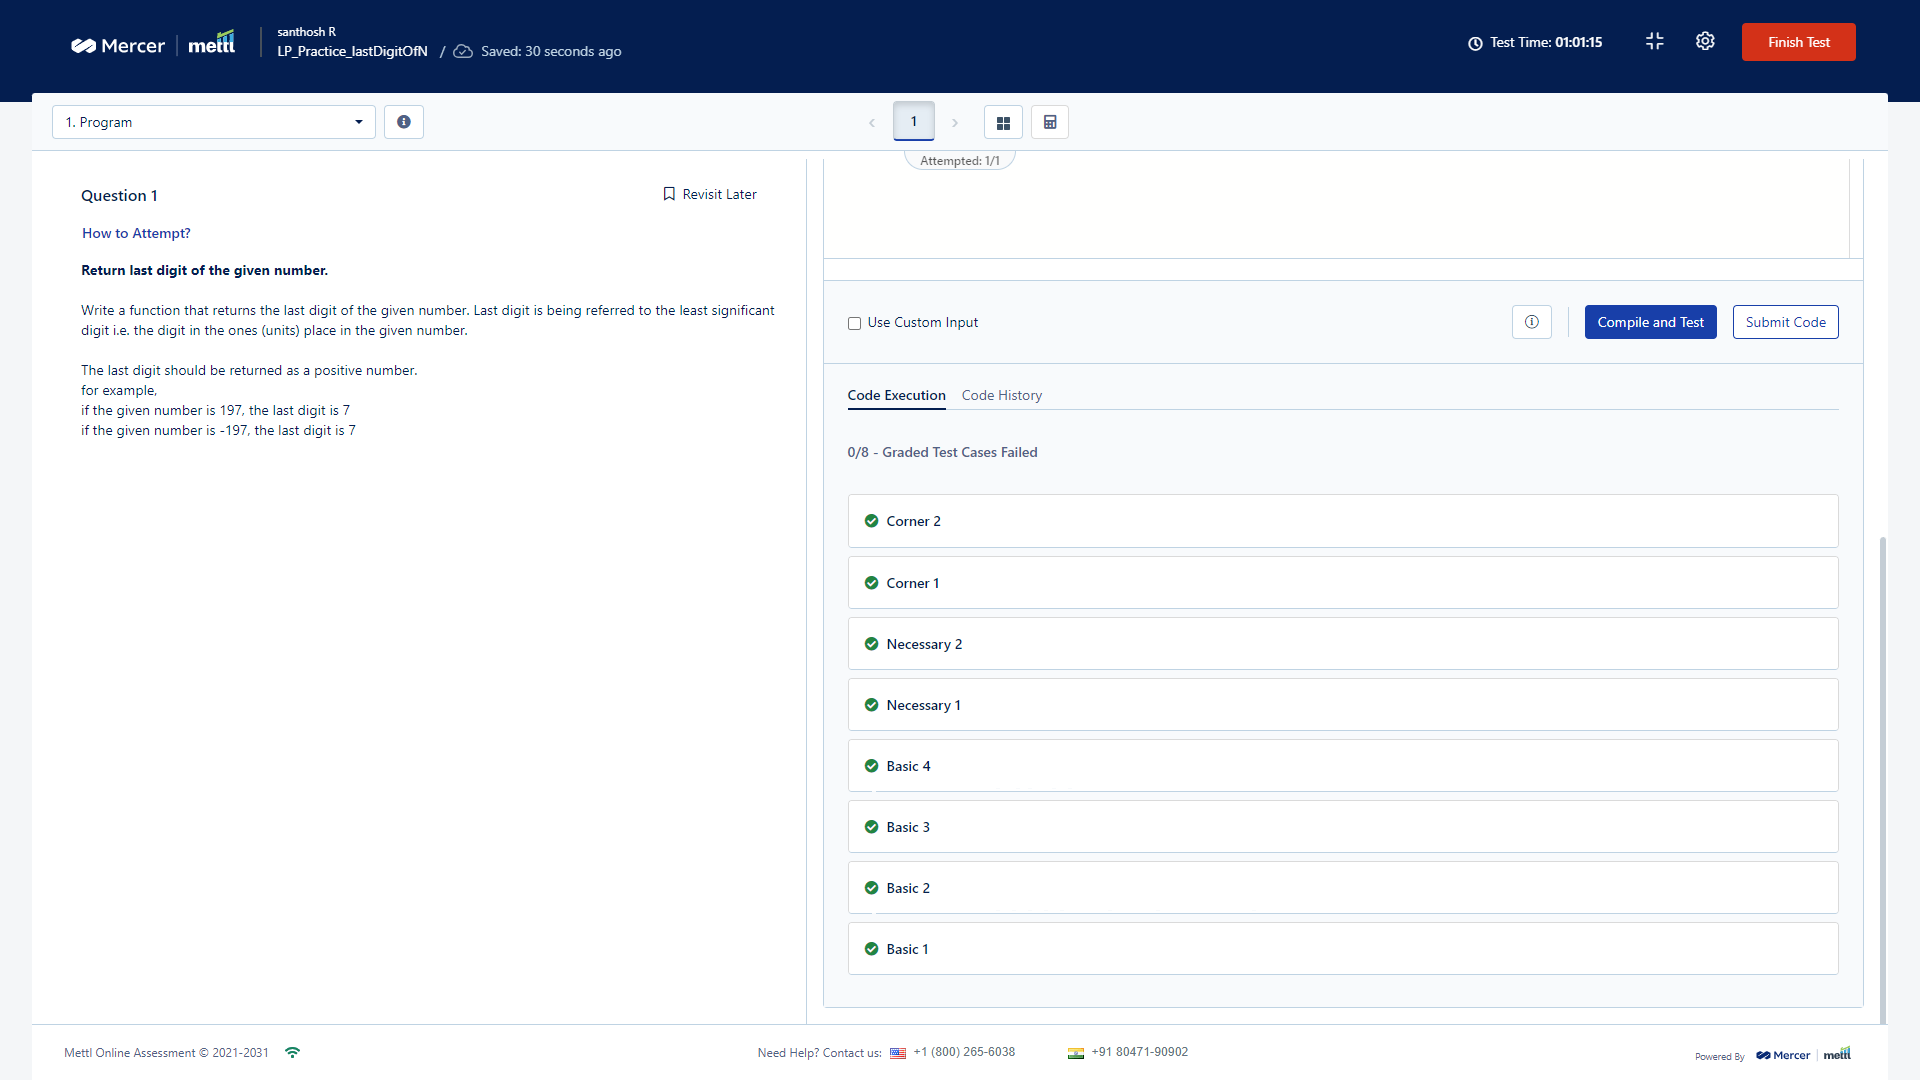 Mercer | mettl
santhosh R
LP_Practice_lastDigitOfN / Saved: 30 seconds ago
Test Time: 01:01:15
Finish Test
1. Program
1
Attempted: 1/1
Question 1
Revisit Later
How to Attempt?
Return last digit of the given number.
Write a function that returns the last digit of the given number. Last digit is being referred to the least significant
digit i.e. the digit in the ones (units) place in the given number.
The last digit should be returned as a positive number.
for example,
if the given number is 197, the last digit is 7
if the given number is -197, the last digit is 7
Use Custom Input
Compile and Test
Submit Code
Code Execution
Code History
0/8 - Graded Test Cases Failed
Corner 2
Corner 1
Necessary 2
Necessary 1
Basic 4
Basic 3
Basic 2
Basic 1
Mettl Online Assessment © 2021-2031
Need Help? Contact us: +1 (800) 265-6038
+91 80471-90902
Powered By Mercer | mettl